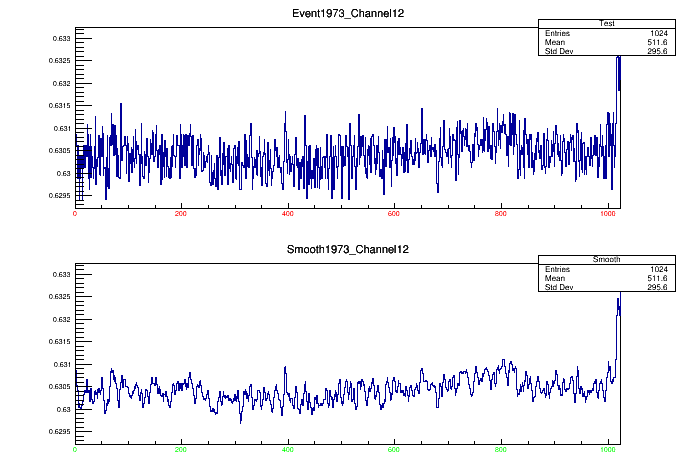 Event1973_Channel12
Test
Entries 1024
Mean 511.6
Std Dev 295.6
0.633
0.6325
0.632
0.6315
0.631
0.6305
0.63
0.6295
0 200 400 600 800 1000
Smooth1973_Channel12
Smooth
Entries 1024
Mean 511.6
Std Dev 295.6
0.633
0.6325
0.632
0.6315
0.631
0.6305
0.63
0.6295
0 200 400 600 800 1000